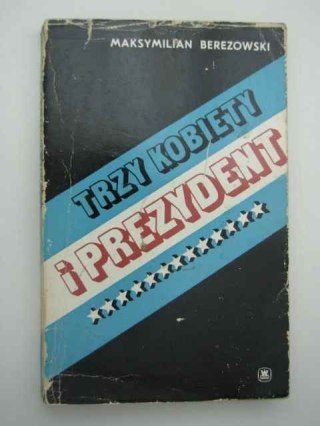 MAKSYMILIAN BEREZOWSKI
TRZY KOBIETY
i PREZYDENT